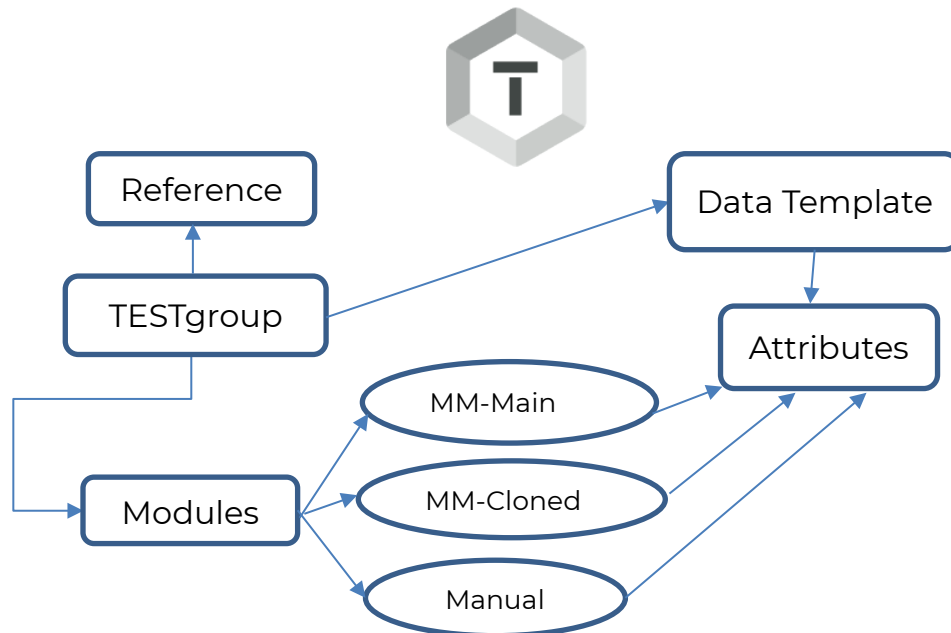 T
Reference
Data Template
TESTgroup
Attributes
MM-Main
MM-Cloned
Modules
Manual